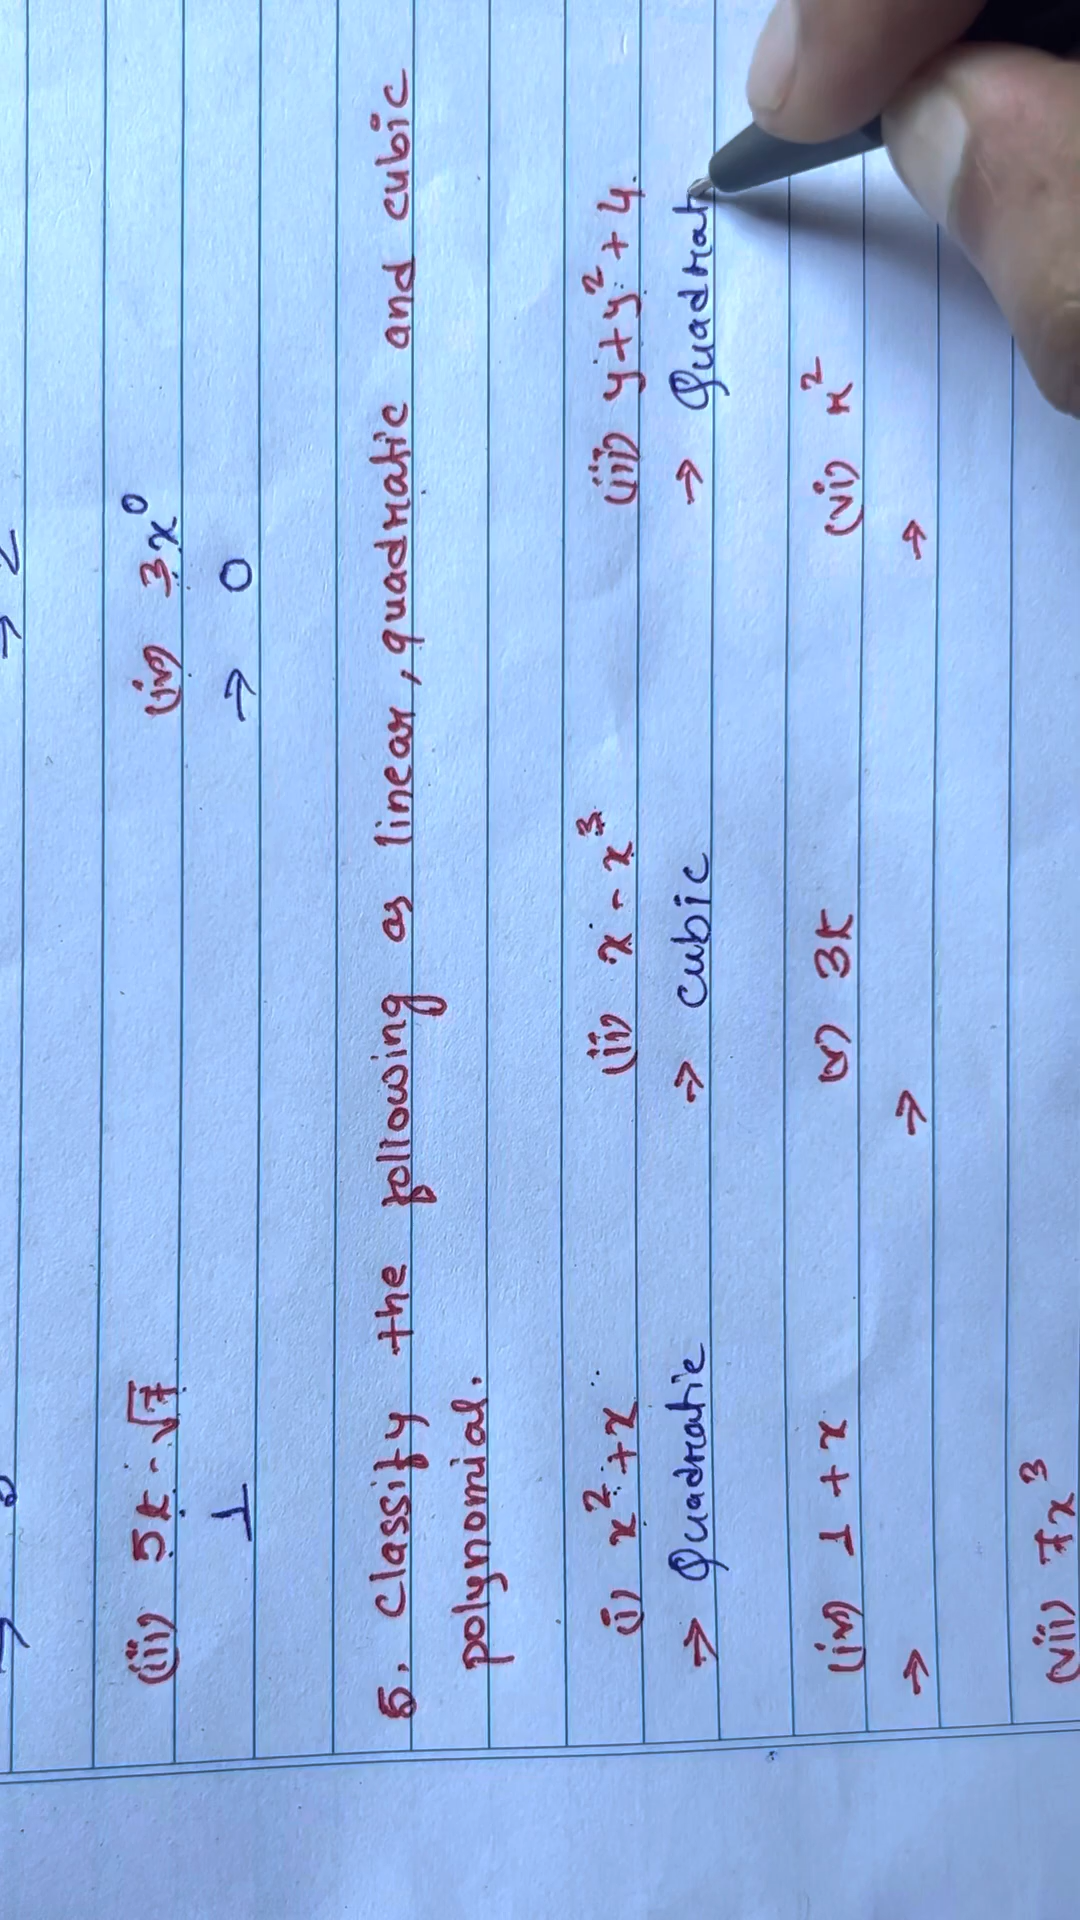 → 2
(iii) 5t - √7 (iv) 3x⁰
1 → 0
5. Classify the following as linear, quadratic and cubic
polynomial.
(i) x² + x (ii) x - x³ (iii) y + y² + 4.
→ Quadratic → cubic → Quadrat
(iv) 1 + x (v) 3t (vi) r²
→ → →
(vii) 7x³